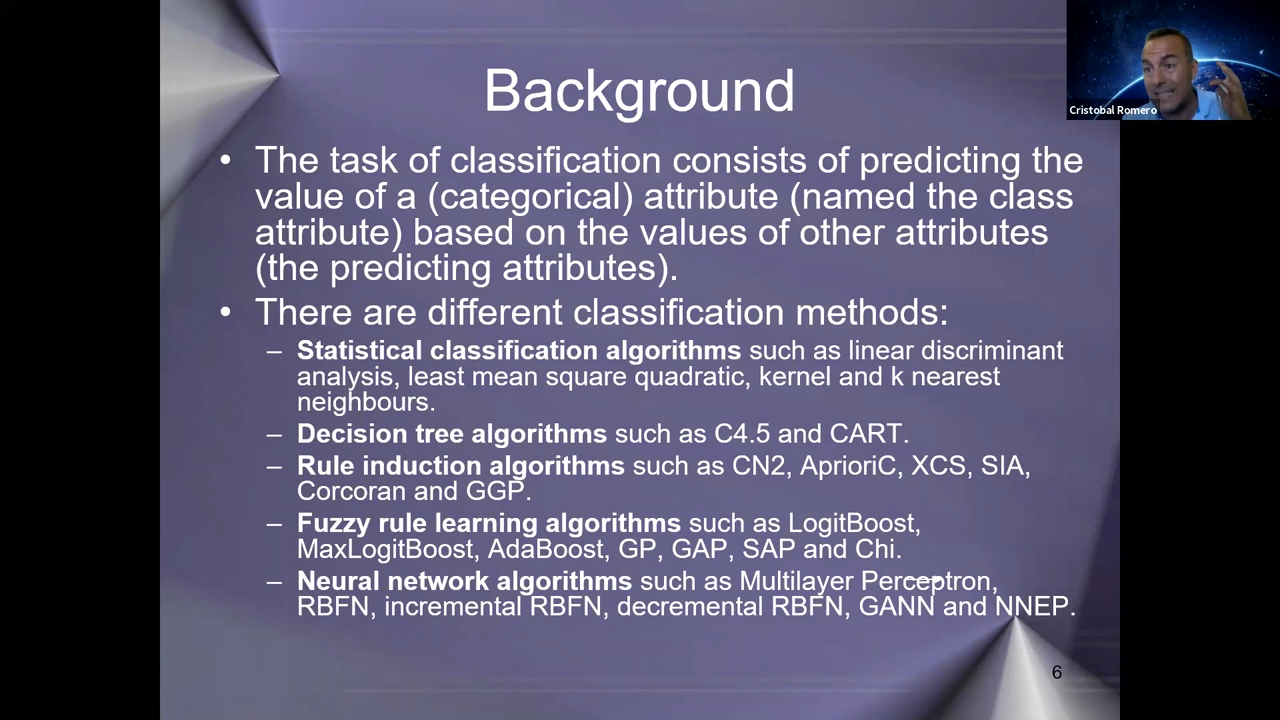 Background
Cristobal Romero
• The task of classification consists of predicting the
value of a (categorical) attribute (named the class
attribute) based on the values of other attributes
(the predicting attributes).
• There are different classification methods:
– Statistical classification algorithms such as linear discriminant
analysis, least mean square quadratic, kernel and k nearest
neighbours.
– Decision tree algorithms such as C4.5 and CART.
– Rule induction algorithms such as CN2, AprioriC, XCS, SIA,
Corcoran and GGP.
– Fuzzy rule learning algorithms such as LogitBoost,
MaxLogitBoost, AdaBoost, GP, GAP, SAP and Chi.
– Neural network algorithms such as Multilayer Perceptron,
RBFN, incremental RBFN, decremental RBFN, GANN and NNEP.
6